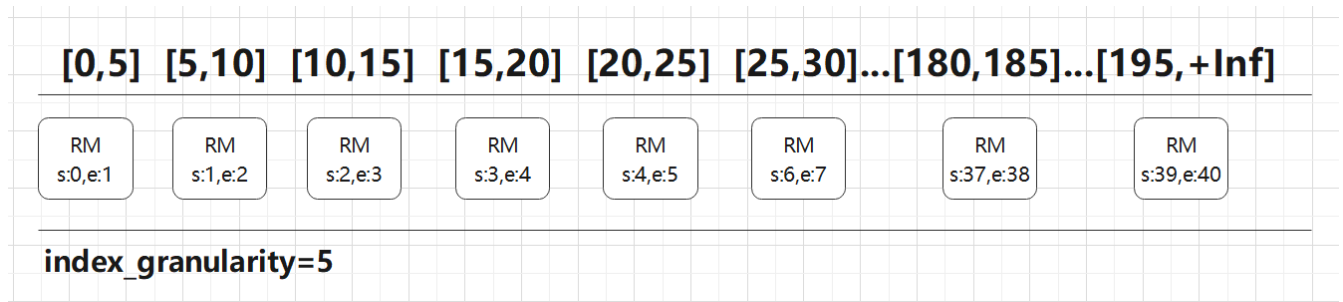 [0,5] [5,10] [10,15] [15,20] [20,25] [25,30]...[180,185]...[195,+Inf]
RM RM RM RM RM RM RM RM
s:0,e:1 s:1,e:2 s:2,e:3 s:3,e:4 s:4,e:5 s:6,e:7 s:37,e:38 s:39,e:40
index_granularity=5